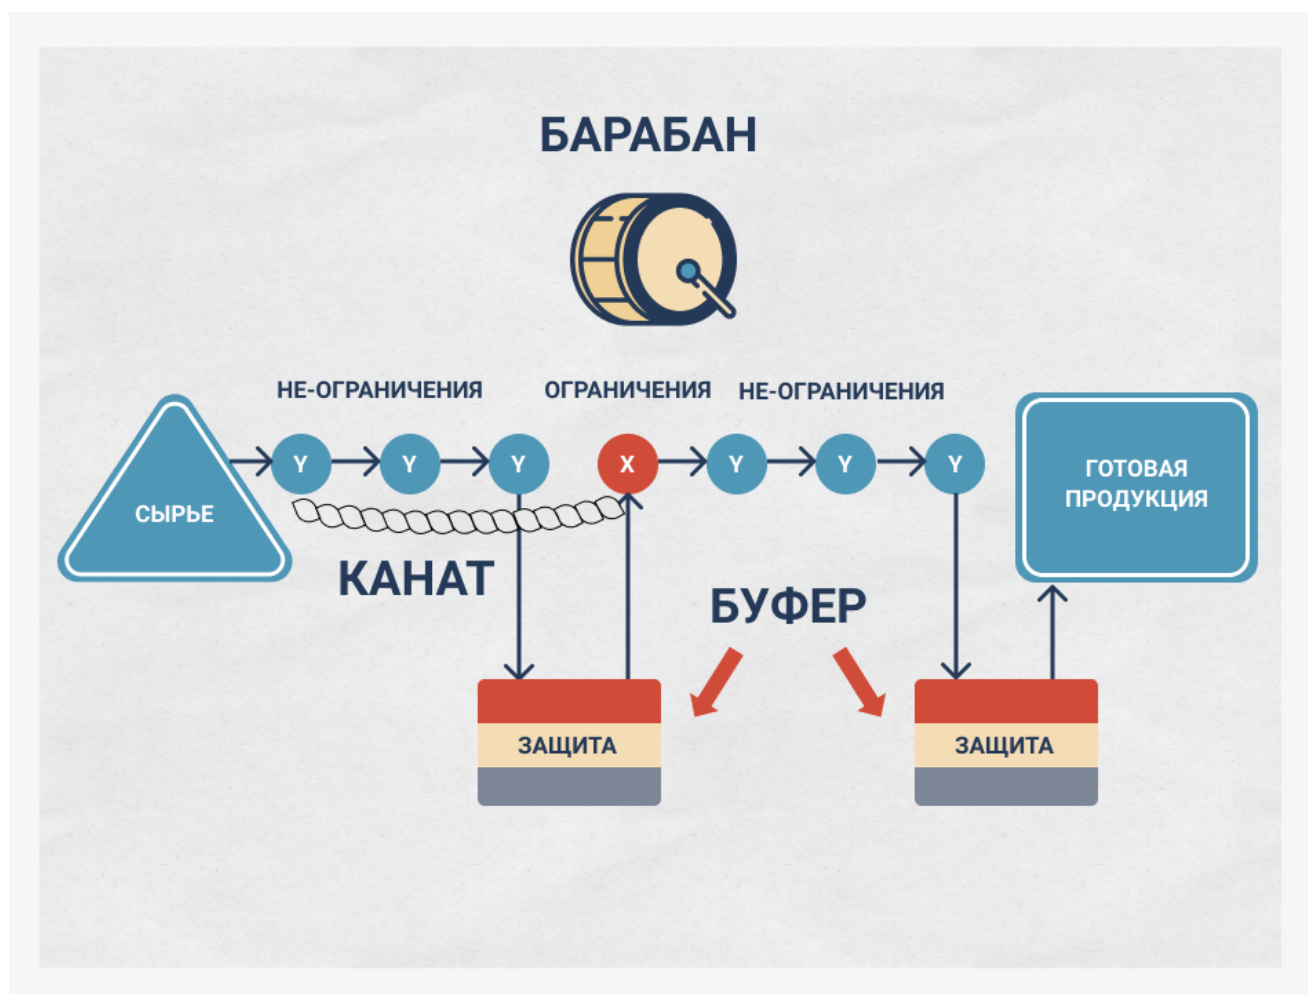 БАРАБАН
НЕ-ОГРАНИЧЕНИЯ
ОГРАНИЧЕНИЯ
НЕ-ОГРАНИЧЕНИЯ
СЫРЬЕ
Y
Y
Y
X
Y
Y
Y
ГОТОВАЯ
ПРОДУКЦИЯ
КАНАТ
БУФЕР
ЗАЩИТА
ЗАЩИТА